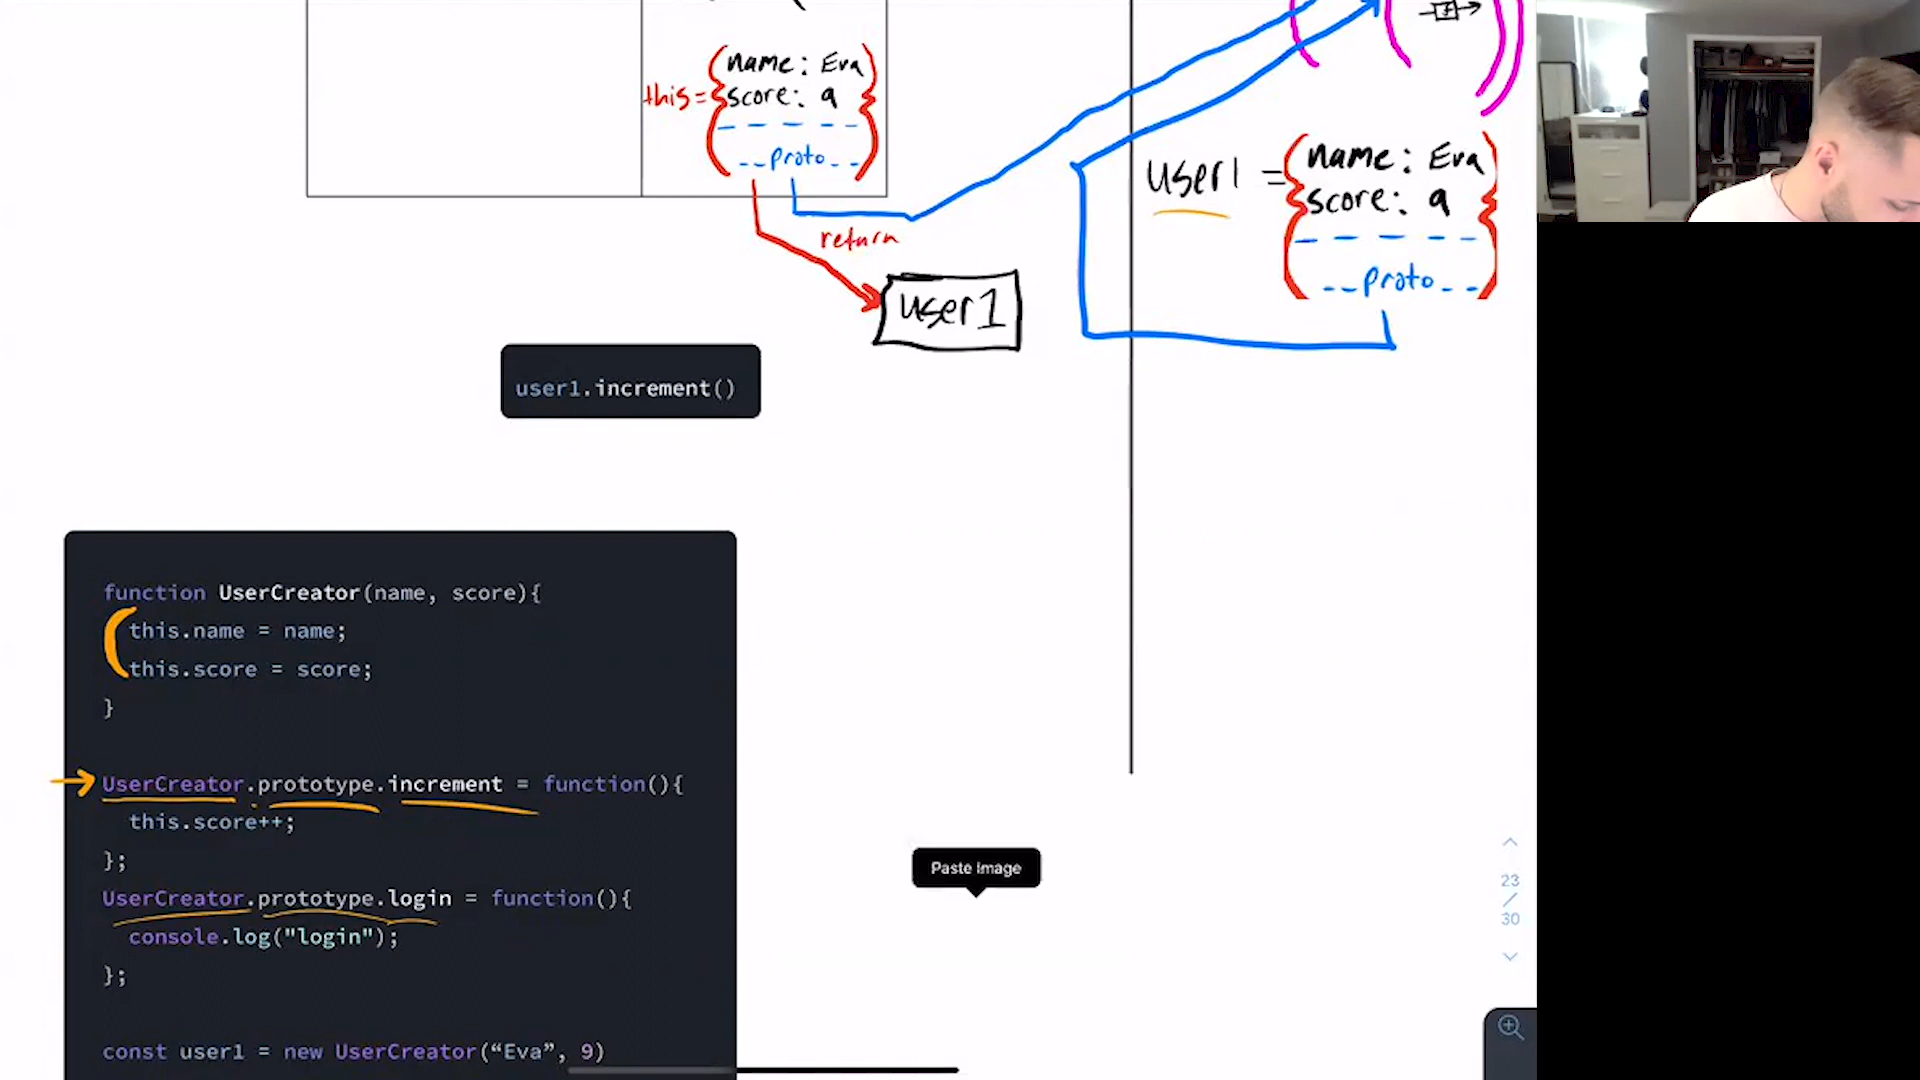 name: Eva
this= score: 9
--proto--
return
user1
user1 =
name: Eva
score: 9
--proto--
user1.increment()
function UserCreator(name, score){
this.name = name;
this.score = score;
}
UserCreator.prototype.increment = function(){
this.score++;
};
UserCreator.prototype.login = function(){
console.log("login");
};
const user1 = new UserCreator(“Eva”, 9)
Paste Image
23
/
30